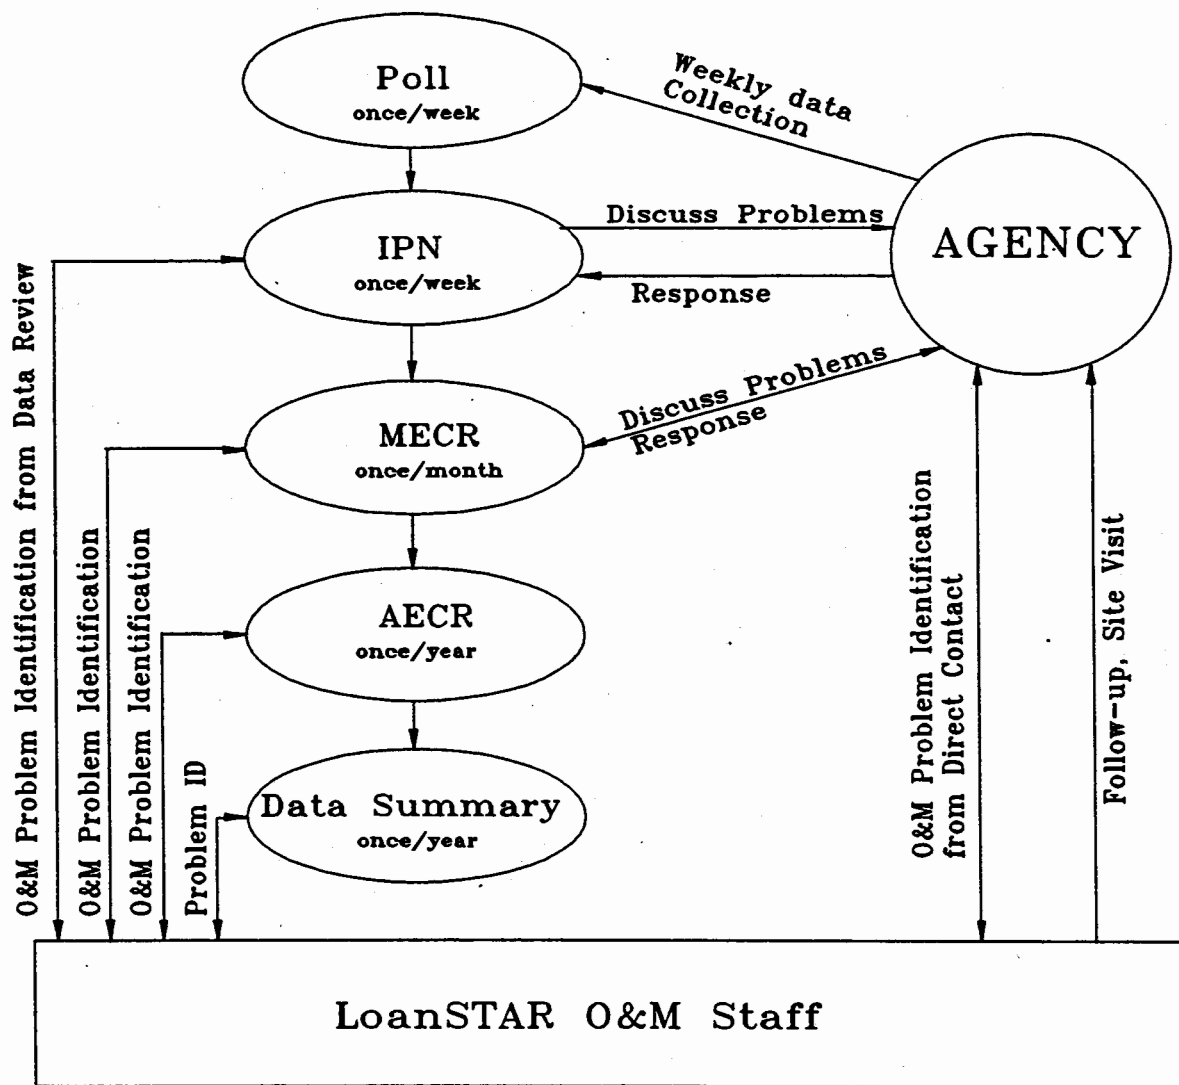 Poll
once/week
Weekly data
Collection
IPN
once/week
Discuss Problems
AGENCY
Response
MECR
once/month
Discuss Problems
Response
AECR
once/year
Data Summary
once/year
O&M Problem Identification from Data Review
O&M Problem Identification
O&M Problem Identification
Problem ID
O&M Problem Identification
from Direct Contact
Follow-up, Site Visit
LoanSTAR O&M Staff